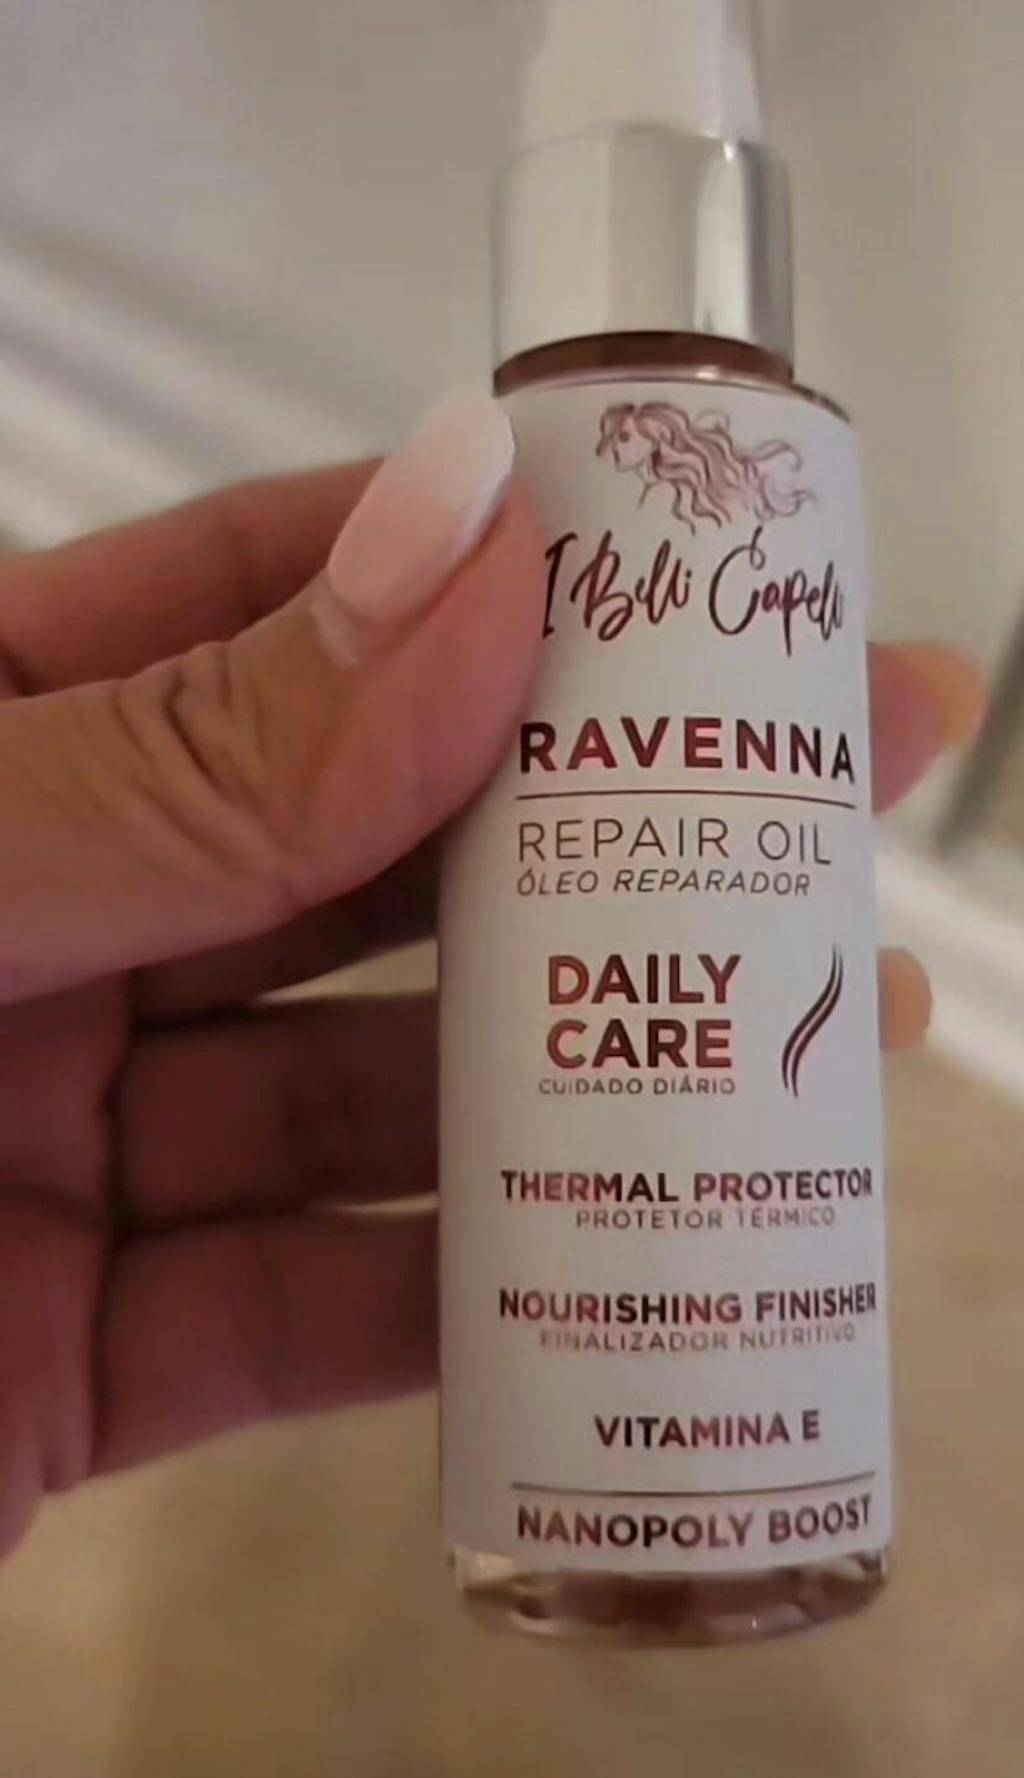 I Belli Capelli
RAVENNA
REPAIR OIL
ÓLEO REPARADOR
DAILY
CARE
CUIDADO DIÁRIO
THERMAL PROTECTOR
PROTETOR TÉRMICO
NOURISHING FINISHER
FINALIZADOR NUTRITIVO
VITAMINA E
NANOPOLY BOOST